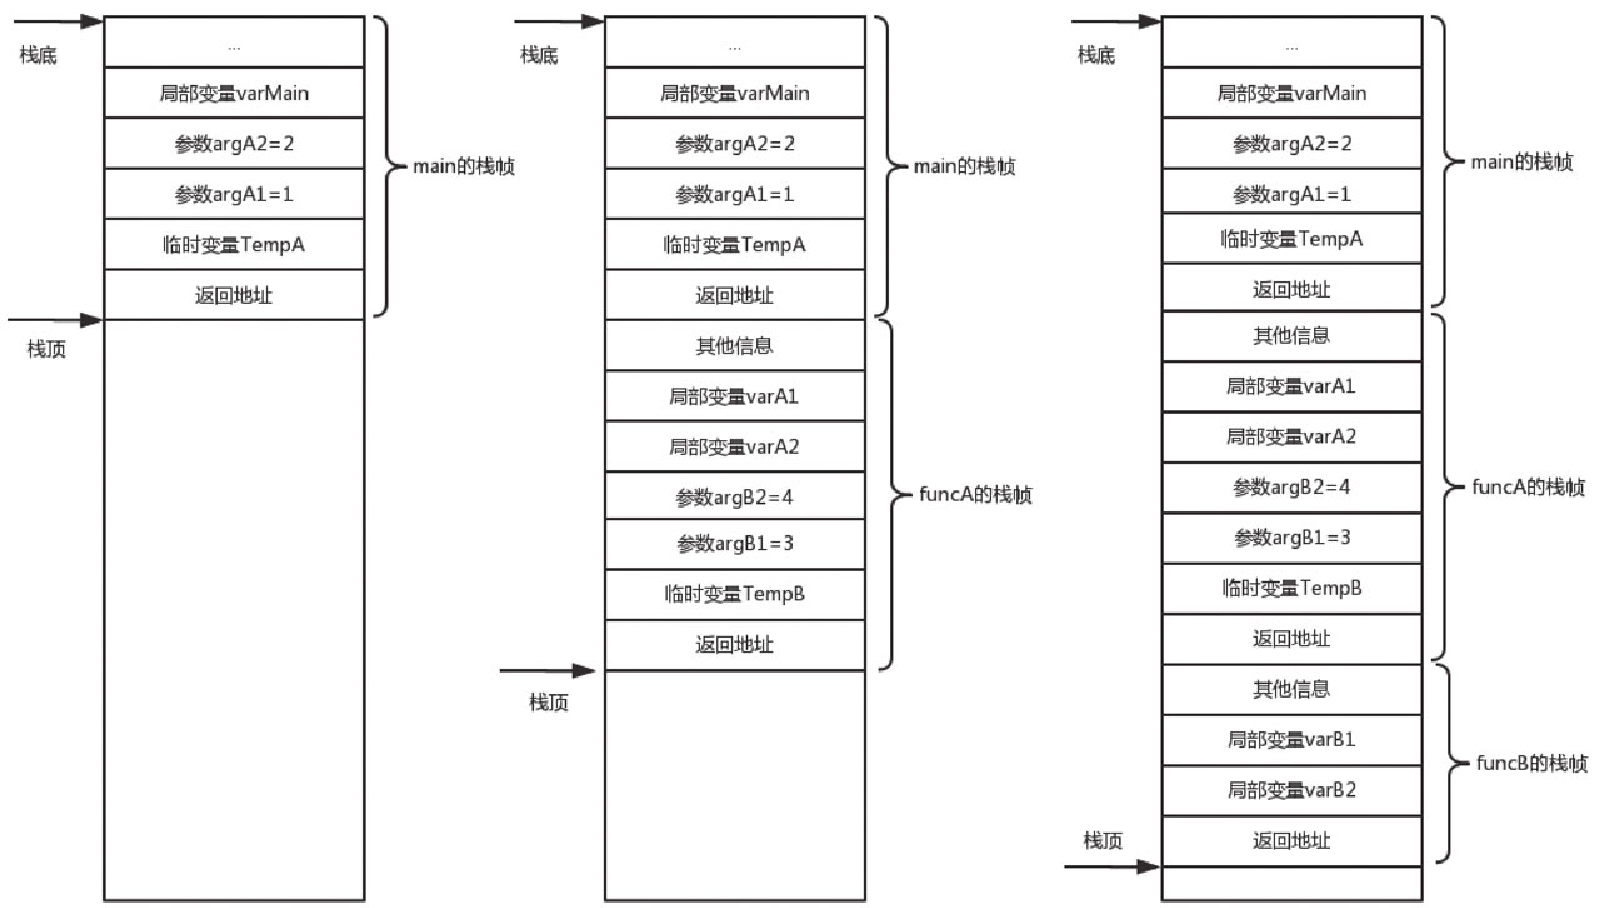 栈底
...
局部变量varMain
参数argA2=2
参数argA1=1
临时变量TempA
返回地址
main的栈帧
栈顶
栈底
...
局部变量varMain
参数argA2=2
参数argA1=1
临时变量TempA
返回地址
main的栈帧
其他信息
局部变量varA1
局部变量varA2
参数argB2=4
参数argB1=3
临时变量TempB
返回地址
funcA的栈帧
栈顶
栈底
...
局部变量varMain
参数argA2=2
参数argA1=1
临时变量TempA
返回地址
main的栈帧
其他信息
局部变量varA1
局部变量varA2
参数argB2=4
参数argB1=3
临时变量TempB
返回地址
funcA的栈帧
其他信息
局部变量varB1
局部变量varB2
返回地址
funcB的栈帧
栈顶